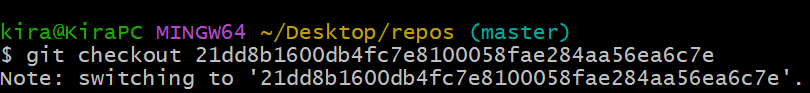 kira@KiraPC MINGW64 ~/Desktop/repos (master)
$ git checkout 21dd8b1600db4fc7e8100058fae284aa56ea6c7e
Note: switching to '21dd8b1600db4fc7e8100058fae284aa56ea6c7e'.